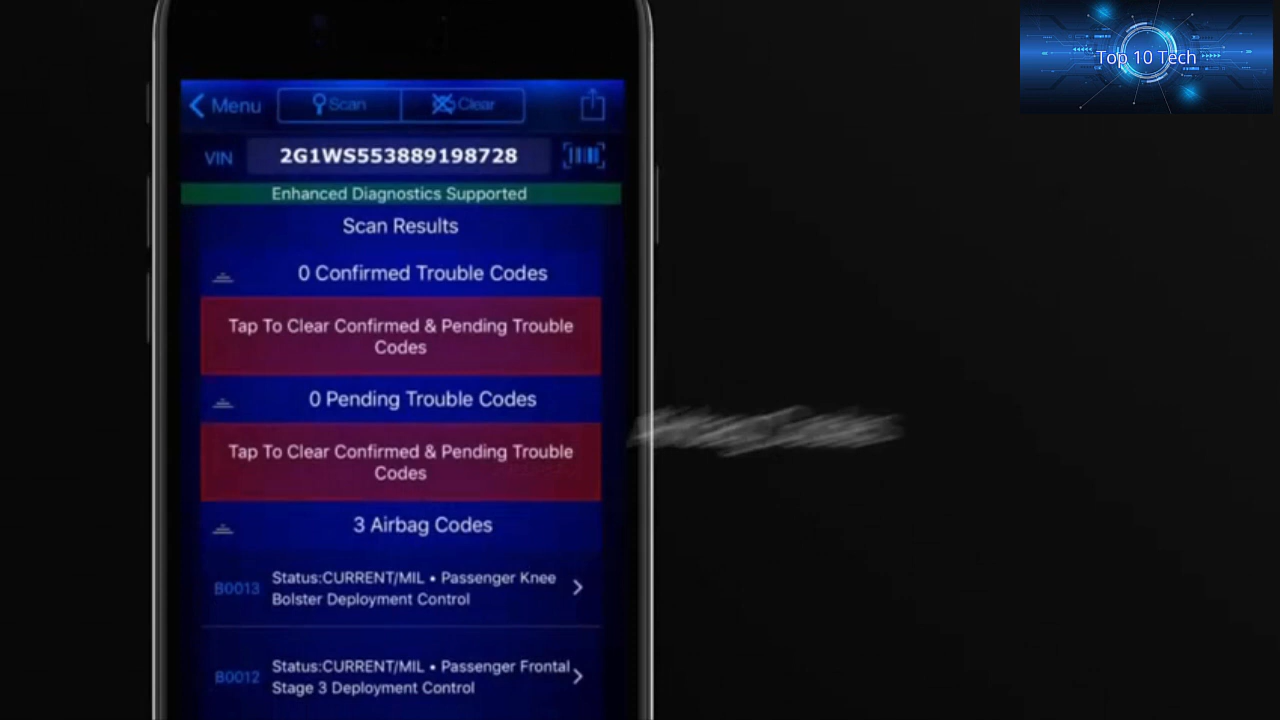 Top 10 Tech
Menu
Scan
Clear
VIN
2G1WS553889198728
Enhanced Diagnostics Supported
Scan Results
0 Confirmed Trouble Codes
Tap To Clear Confirmed & Pending Trouble
Codes
0 Pending Trouble Codes
Tap To Clear Confirmed & Pending Trouble
Codes
3 Airbag Codes
B0013
Status:CURRENT/MIL • Passenger Knee
Bolster Deployment Control
B0012
Status:CURRENT/MIL • Passenger Frontal
Stage 3 Deployment Control